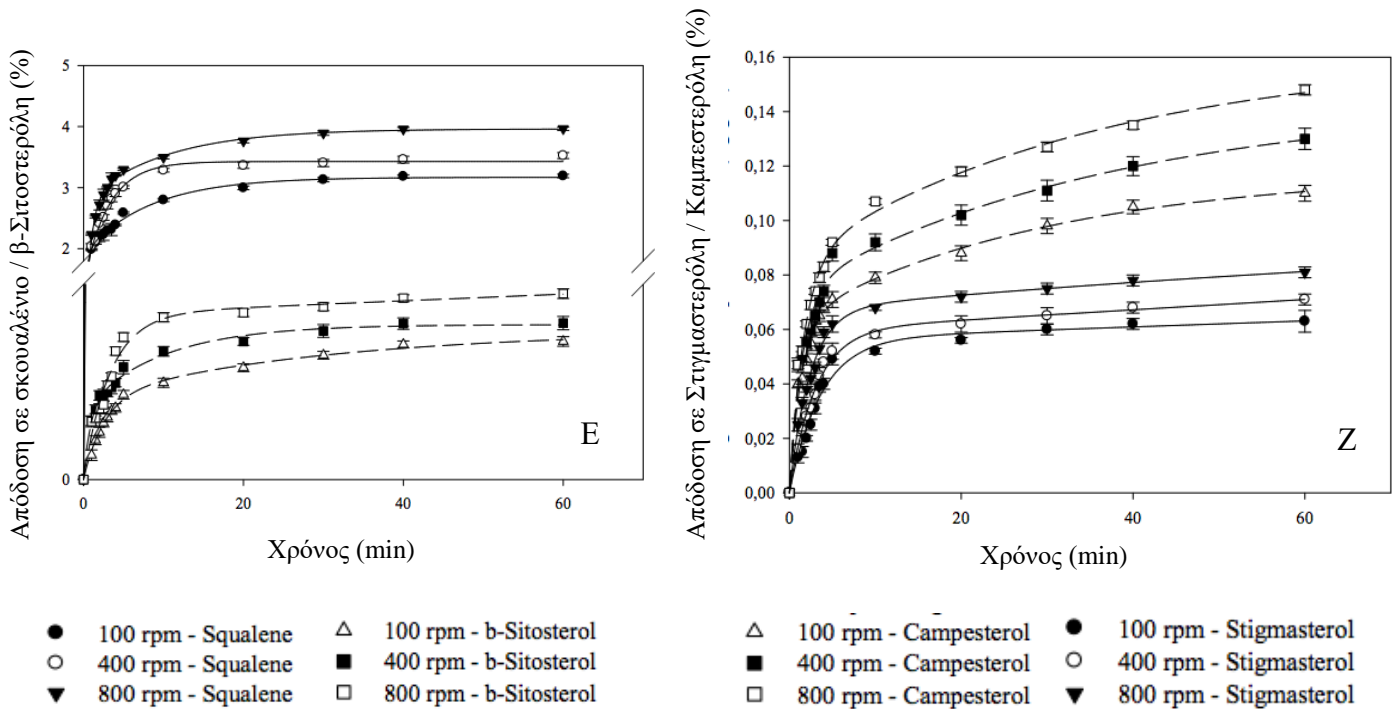 Απόδοση σε σκουαλένιο / β-Σιτοστερόλη (%)
5
4
3
2
0
0
20
40
60
E
Χρόνος (min)
100 rpm - Squalene
400 rpm - Squalene
800 rpm - Squalene
100 rpm - b-Sitosterol
400 rpm - b-Sitosterol
800 rpm - b-Sitosterol
Απόδοση σε Στιγμαστερόλη / Καμπεστερόλη (%)
0,16
0,14
0,12
0,10
0,08
0,06
0,04
0,02
0,00
0
20
40
60
Z
Χρόνος (min)
100 rpm - Campesterol
400 rpm - Campesterol
800 rpm - Campesterol
100 rpm - Stigmasterol
400 rpm - Stigmasterol
800 rpm - Stigmasterol